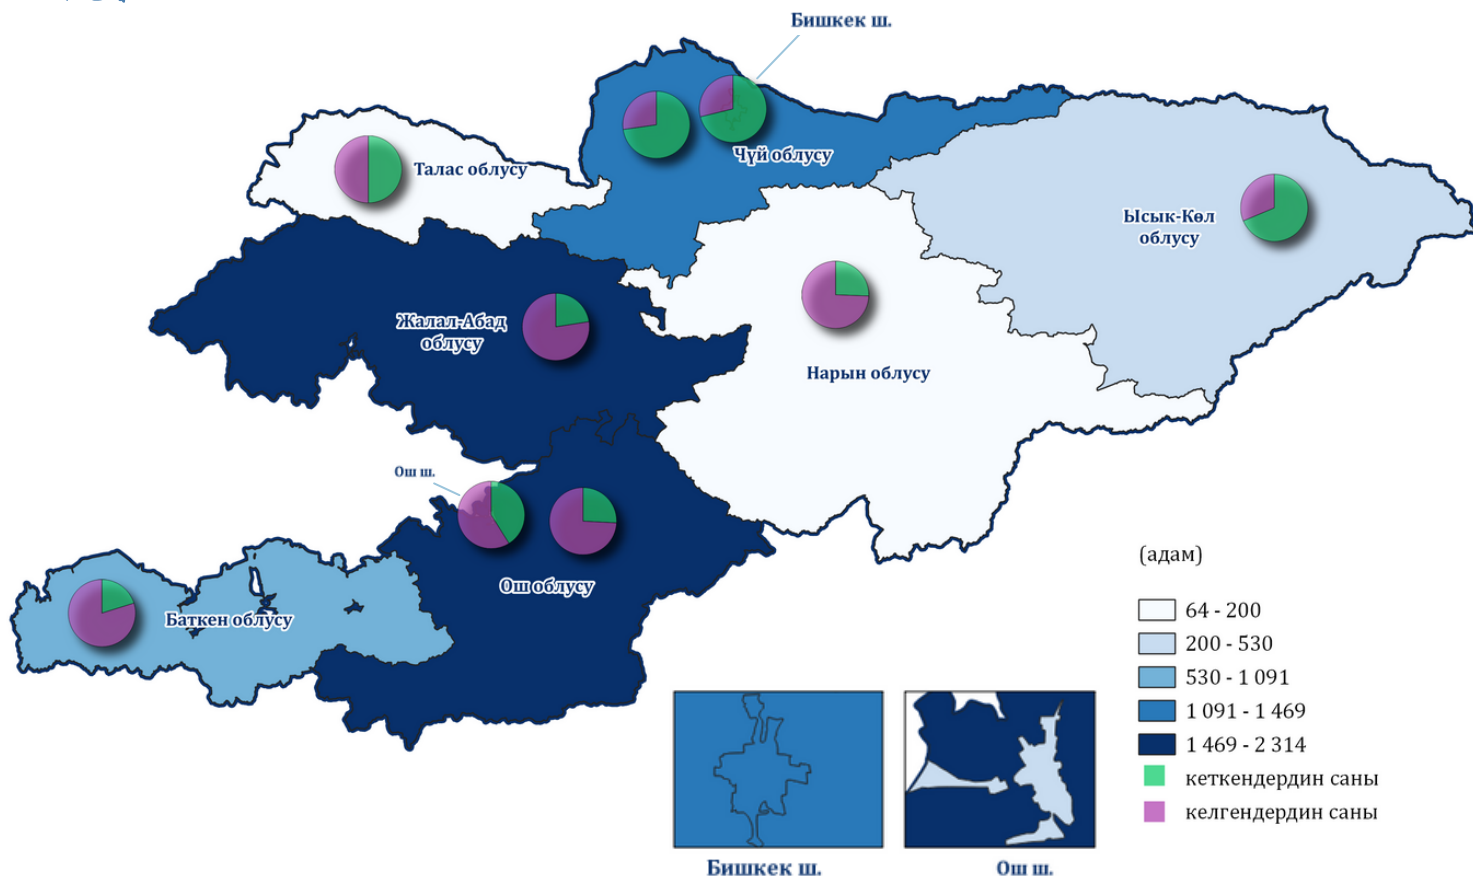 Бишкек ш.
Чүй облусу
Талас облусу
Ысык-Көл
облусу
Жалал-Абад
облусу
Нарын облусу
Ош ш.
Ош облусу
Баткен облусу
(адам)
64 - 200
200 - 530
530 - 1 091
1 091 - 1 469
1 469 - 2 314
кеткендердин саны
келгендердин саны
Бишкек ш.
Ош ш.